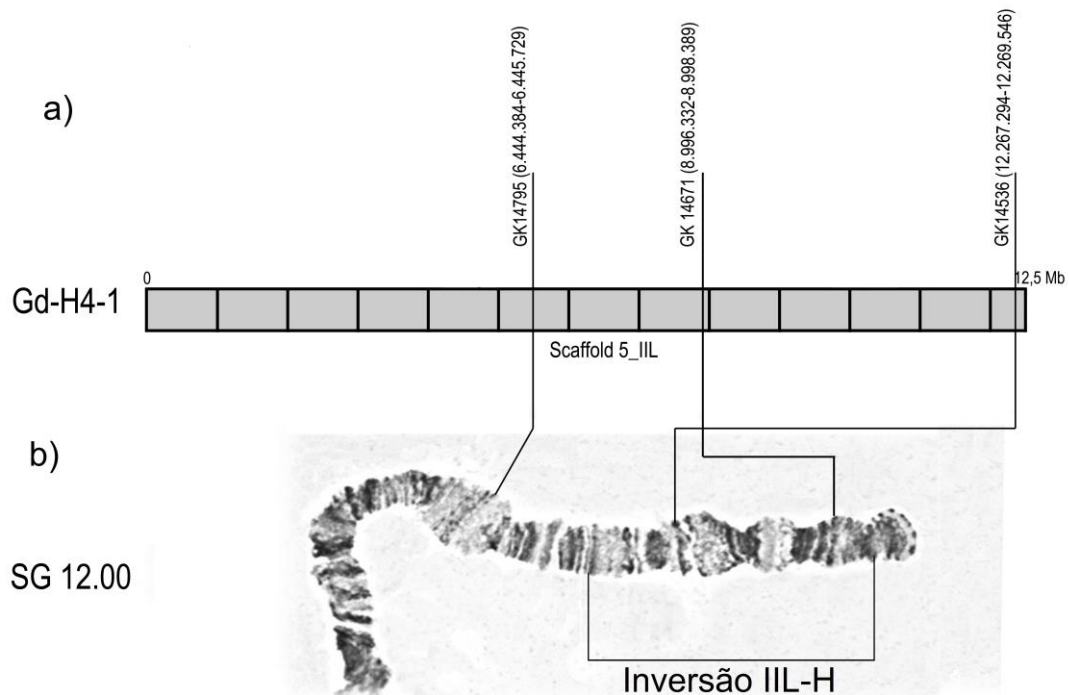 a)
GK14795 (6.444.384-6.445.729)
GK 14671 (8.996.332-8.998.389)
GK14536 (12.267.294-12.269.546)
0
12,5 Mb
Gd-H4-1
Scaffold 5_IIL
b)
SG 12.00
Inversão IIL-H